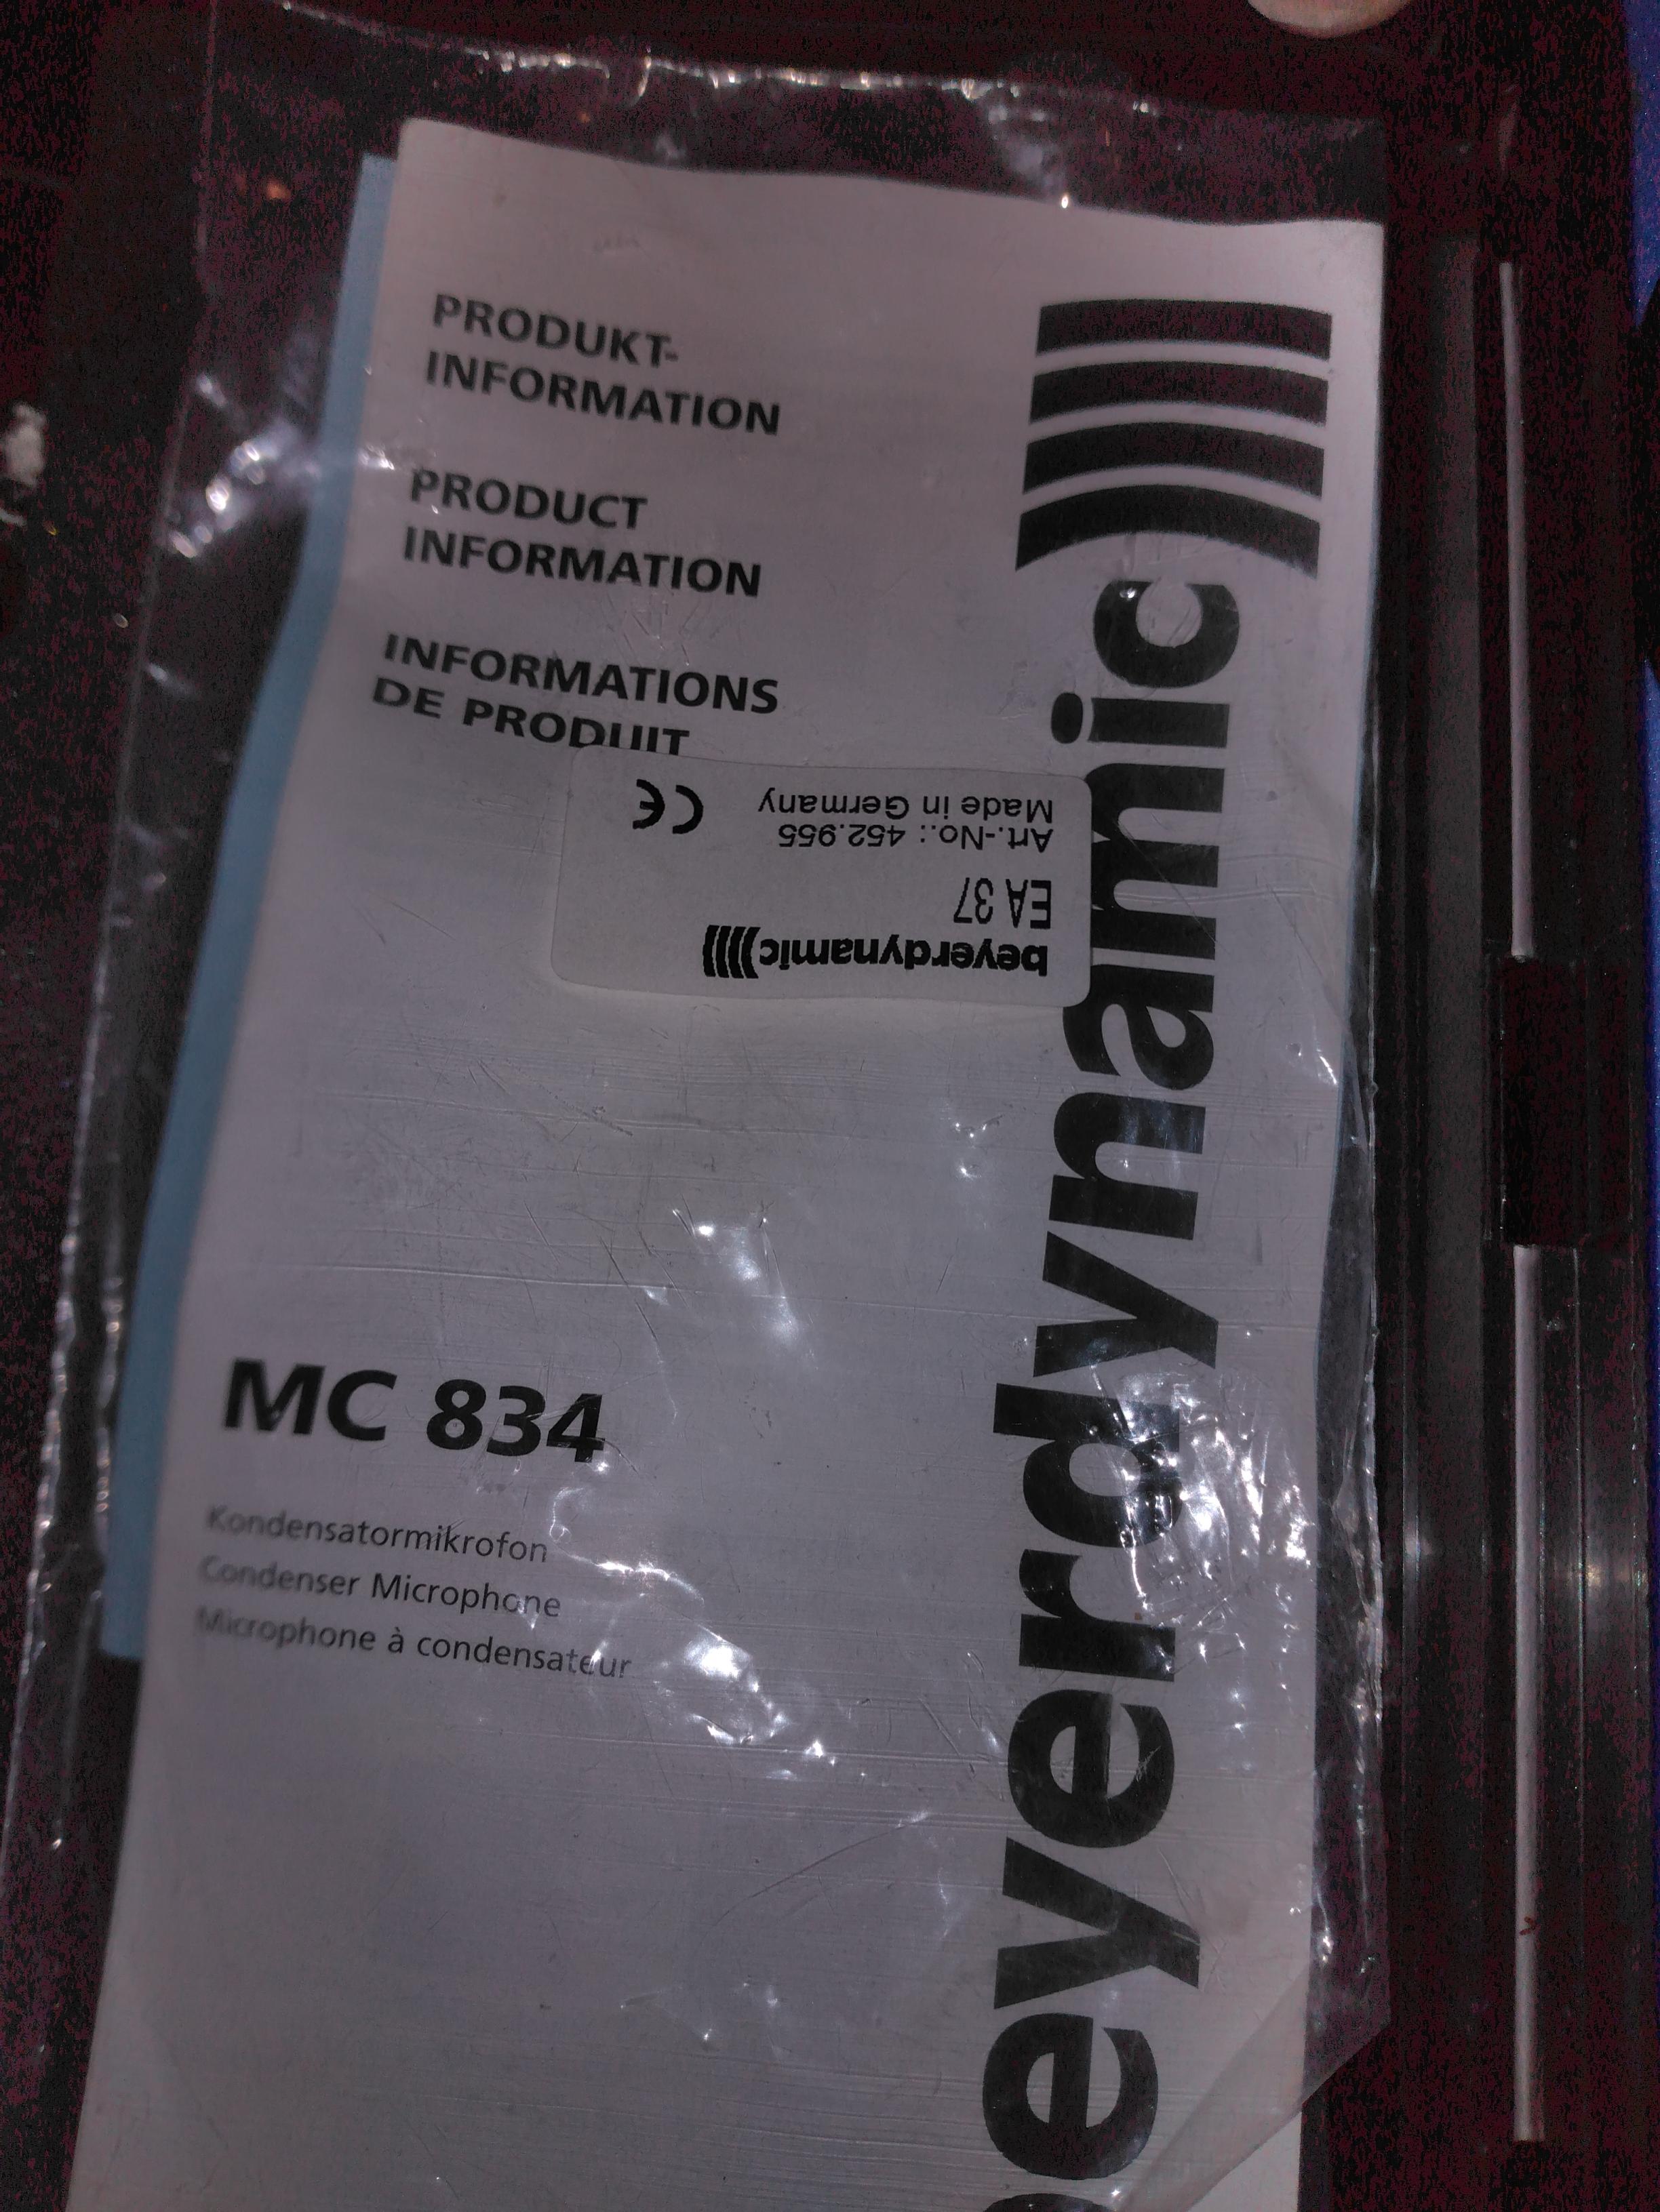 PRODUKT-
INFORMATION
PRODUCT
INFORMATION
INFORMATIONS
DE PRODUIT
beyerdynamic
EA 37
Art.-No.: 452.955
Made in Germany
CE
MC 834
Kondensatormikrofon
Condenser Microphone
Microphone à condensateur
eyerdynamic